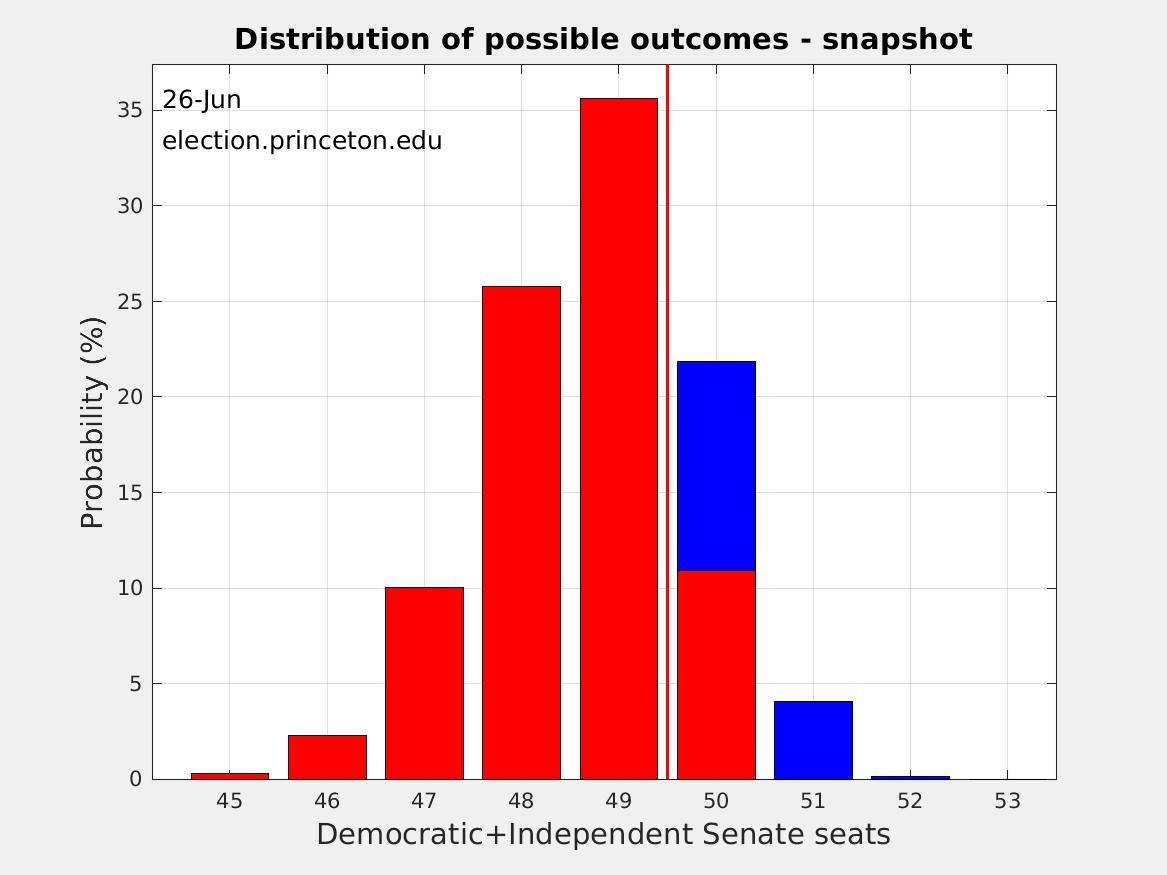 Distribution of possible outcomes - snapshot
26-Jun
election.princeton.edu
35
30
25
20
15
10
5
0
Probability (%)
45 46 47 48 49 50 51 52 53
Democratic+Independent Senate seats